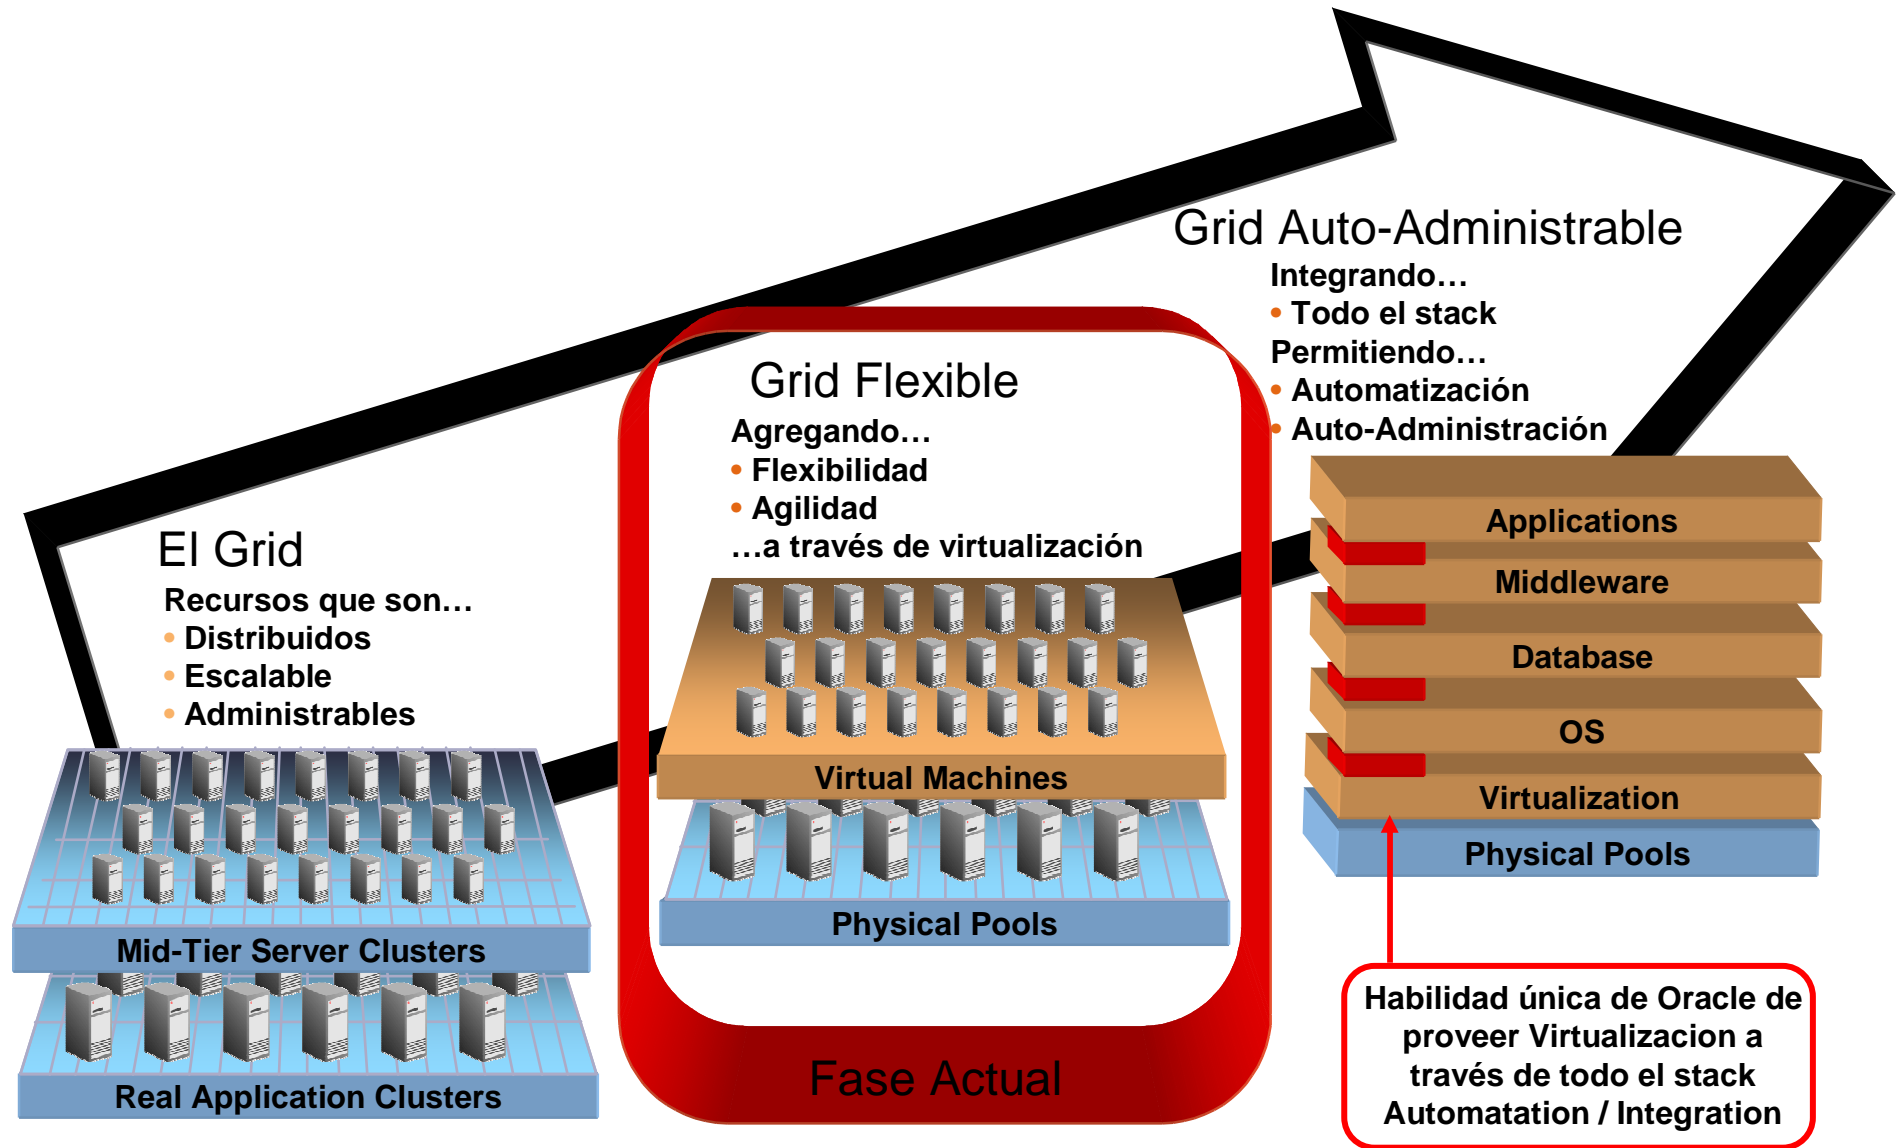 El Grid
Recursos que son…
• Distribuidos
• Escalable
• Administrables
Mid-Tier Server Clusters
Real Application Clusters
Grid Flexible
Agregando…
• Flexibilidad
• Agilidad
…a través de virtualización
Virtual Machines
Physical Pools
Fase Actual
Grid Auto-Administrable
Integrando…
• Todo el stack
Permitiendo…
• Automatización
• Auto-Administración
Applications
Middleware
Database
OS
Virtualization
Physical Pools
Habilidad única de Oracle de
proveer Virtualizacion a
través de todo el stack
Automatation / Integration